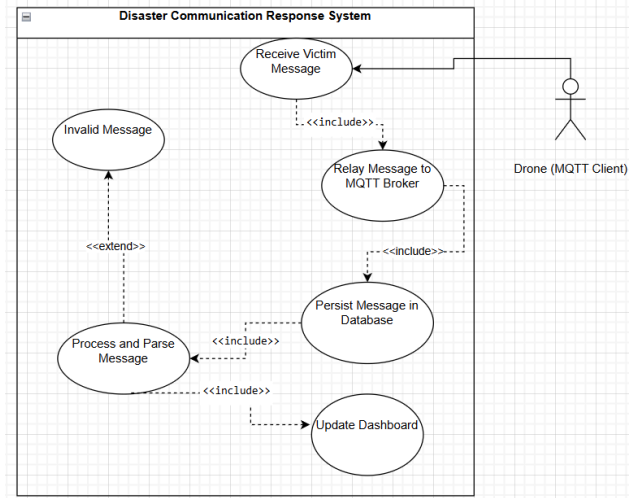 Disaster Communication Response System
Receive Victim
Message
Invalid Message
<<include>>
Relay Message to
MQTT Broker
Drone (MQTT Client)
<<extend>>
<<include>>
Persist Message in
Database
Process and Parse
Message
<<include>>
<<include>>
Update Dashboard